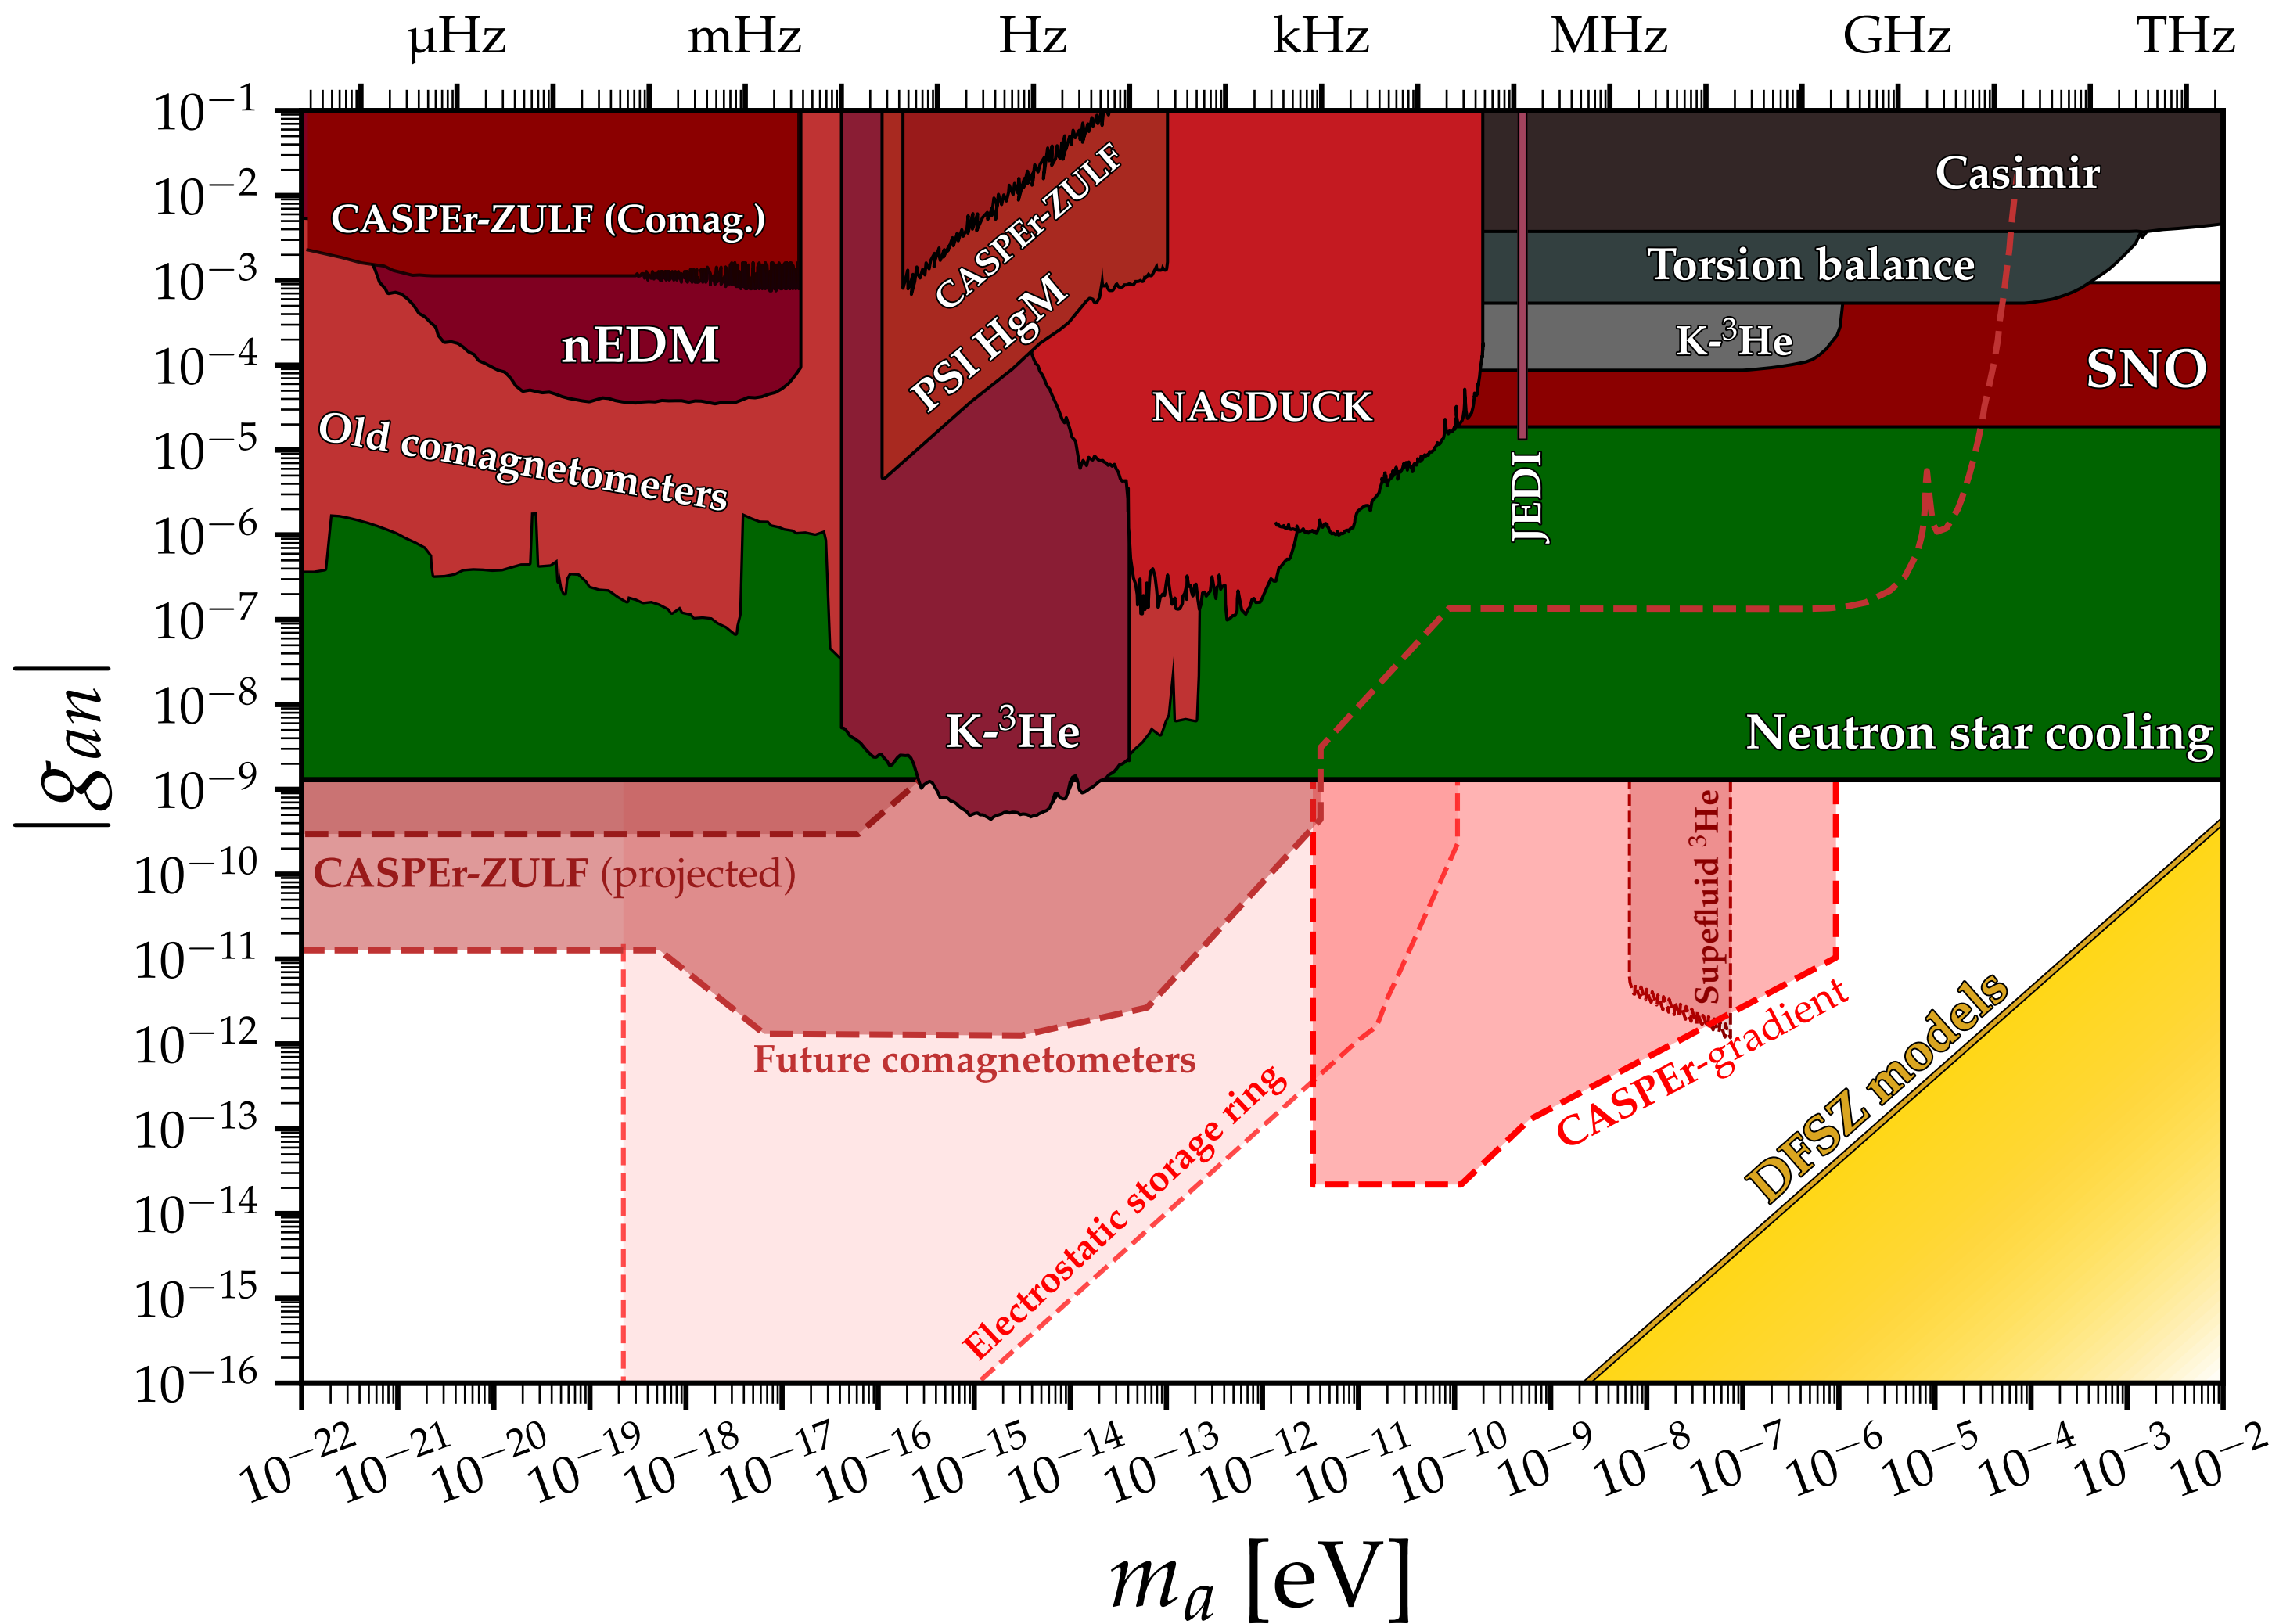 µHz mHz Hz kHz MHz GHz THz
10⁻¹
10⁻²
10⁻³
10⁻⁴
10⁻⁵
10⁻⁶
10⁻⁷
10⁻⁸
10⁻⁹
10⁻¹⁰
10⁻¹¹
10⁻¹²
10⁻¹³
10⁻¹⁴
10⁻¹⁵
10⁻¹⁶
|gₐₙ|
CASPEr-ZULF (Comag.)
nEDM
Old comagnetometers
CASPEr-ZULF
PSI HgM
NASDUCK
K-³He
JEDI
Casimir
Torsion balance
K-³He
SNO
Neutron star cooling
CASPEr-ZULF (projected)
Future comagnetometers
Electrostatic storage ring
Supefluid ³He
CASPEr-gradient
DFSZ models
10⁻²² 10⁻²¹ 10⁻²⁰ 10⁻¹⁹ 10⁻¹⁸ 10⁻¹⁷ 10⁻¹⁶ 10⁻¹⁵ 10⁻¹⁴ 10⁻¹³ 10⁻¹² 10⁻¹¹ 10⁻¹⁰ 10⁻⁹ 10⁻⁸ 10⁻⁷ 10⁻⁶ 10⁻⁵ 10⁻⁴ 10⁻³ 10⁻²
mₐ [eV]